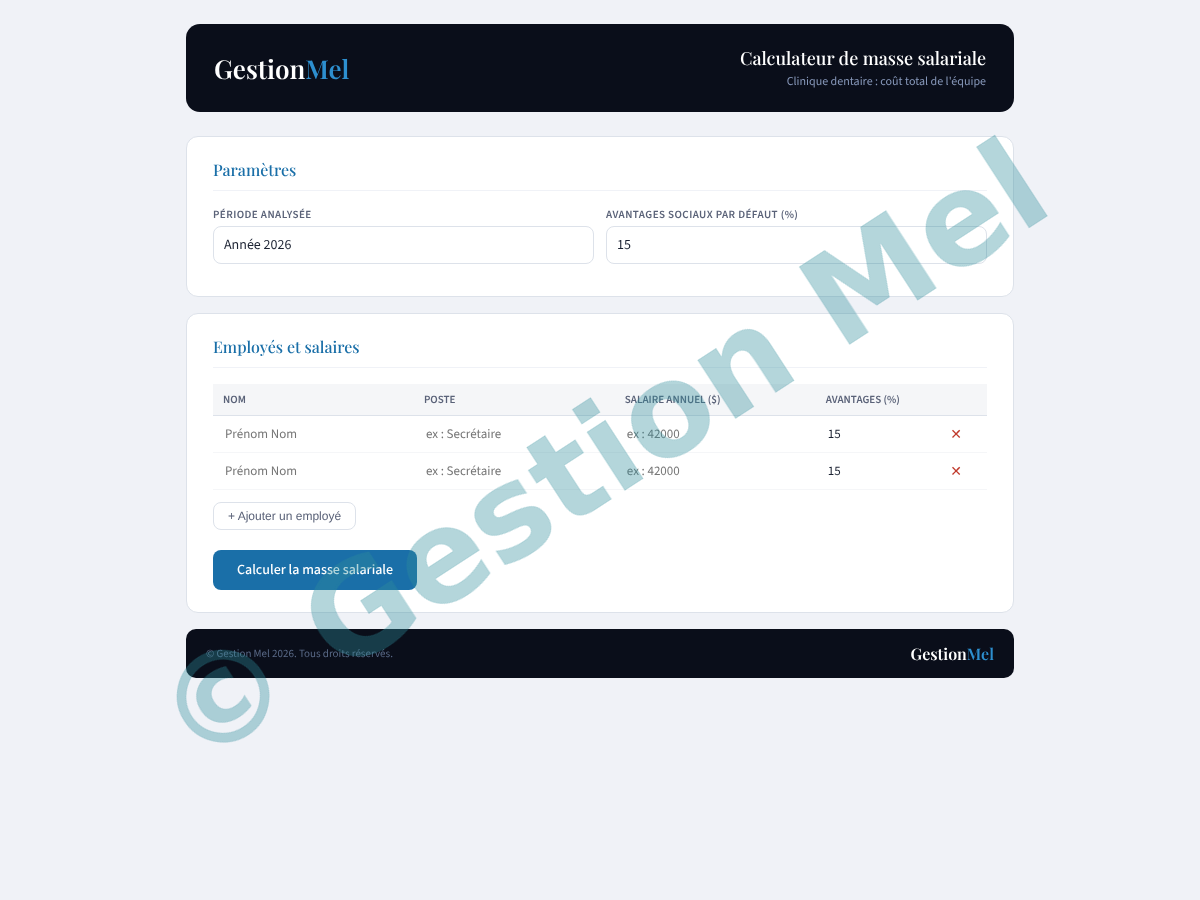 GestionMel
Calculateur de masse salariale
Clinique dentaire : coût total de l'équipe
Paramètres
PÉRIODE ANALYSÉE
AVANTAGES SOCIAUX PAR DÉFAUT (%)
Année 2026
15
Employés et salaires
NOM POSTE SALAIRE ANNUEL ($) AVANTAGES (%)
Prénom Nom ex : Secrétaire ex : 42000 15 ✕
Prénom Nom ex : Secrétaire ex : 42000 15 ✕
+ Ajouter un employé
Calculer la masse salariale
© Gestion Mel 2026. Tous droits réservés.
GestionMel
© Gestion Mel